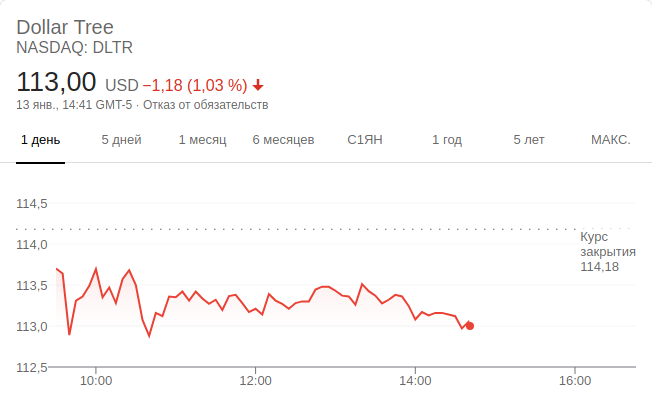 Dollar Tree
NASDAQ: DLTR
113,00 USD −1,18 (1,03 %)
13 янв., 14:41 GMT-5 · Отказ от обязательств
1 день 5 дней 1 месяц 6 месяцев С1ЯН 1 год 5 лет МАКС.
114,5
Курс
114,0
закрытия
114,18
113,5
113,0
112,5
10:00 12:00 14:00 16:00